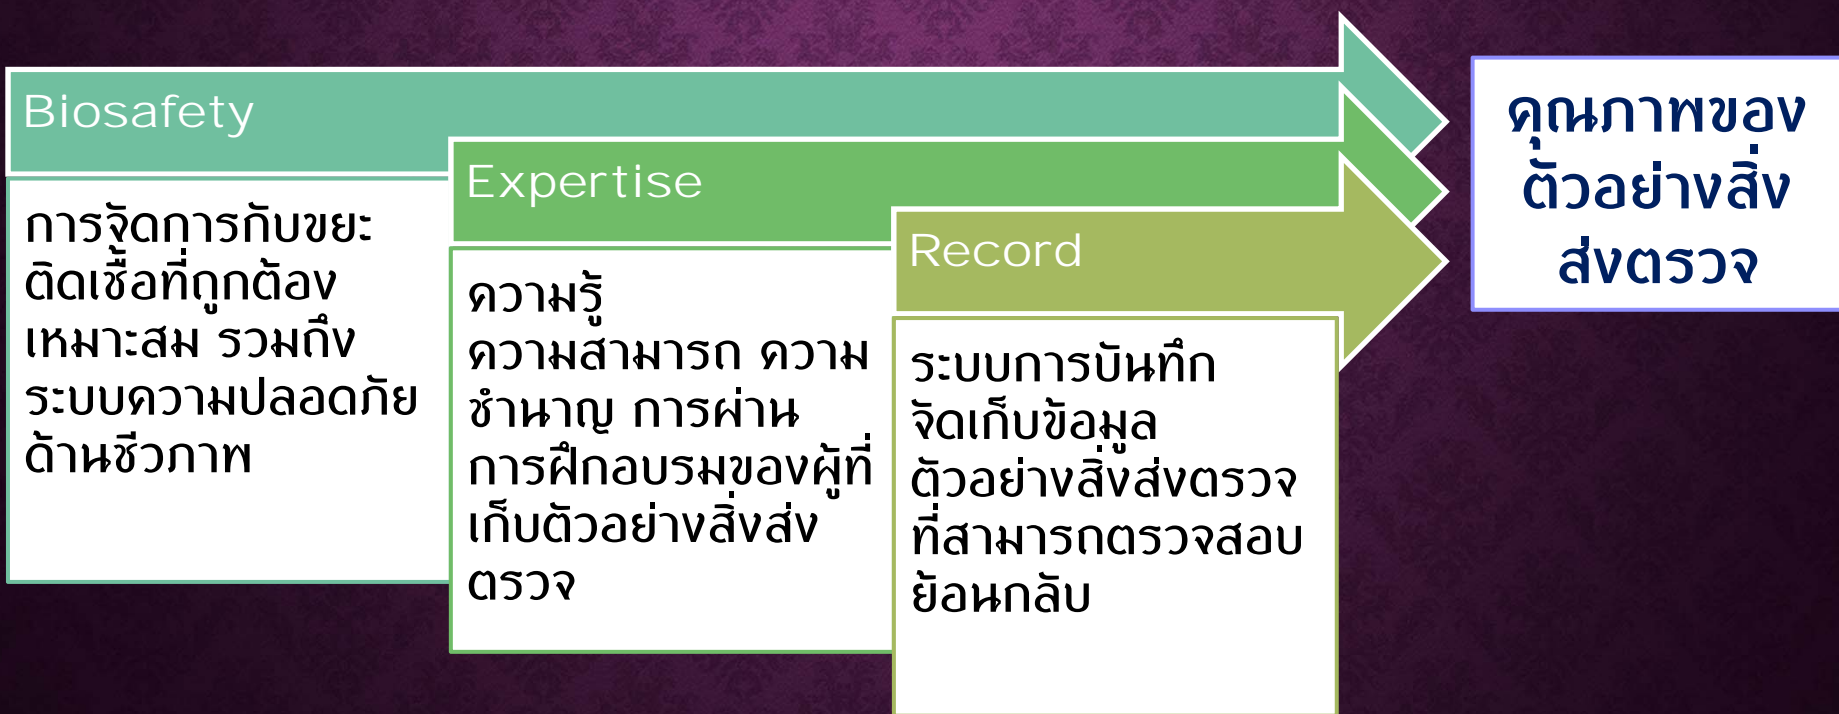 Biosafety
การจัดการกับขยะ
ติดเชื้อที่ถูกต้อง
เหมาะสม รวมถึง
ระบบความปลอดภัย
ด้านชีวภาพ
Expertise
ความรู้
ความสามารถ ความ
ชำนาญ การผ่าน
การฝึกอบรมของผู้ที่
เก็บตัวอย่างสิ่งส่ง
ตรวจ
Record
ระบบการบันทึก
จัดเก็บข้อมูล
ตัวอย่างสิ่งส่งตรวจ
ที่สามารถตรวจสอบ
ย้อนกลับ
คุณภาพของ
ตัวอย่างสิ่ง
ส่งตรวจ